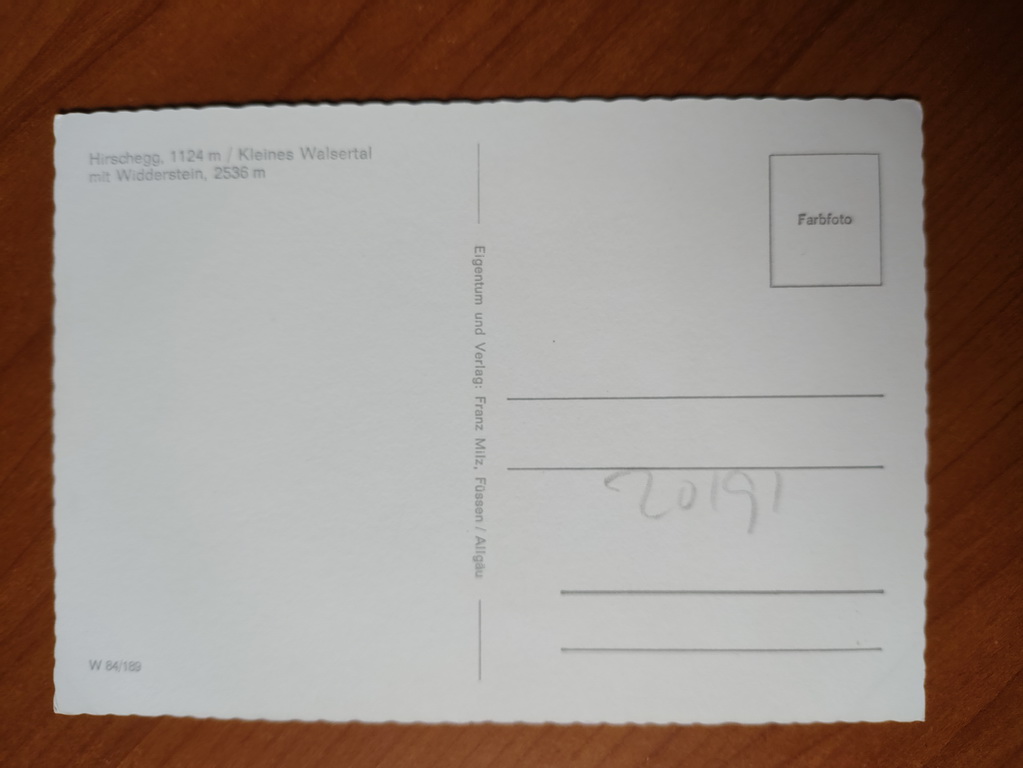 Hirschegg, 1124 m / Kleines Walsertal
mit Widderstein, 2536 m
Farbfoto
Eigentum und Verlag: Franz Milz, Füssen / Allgäu
20191
W 84/189